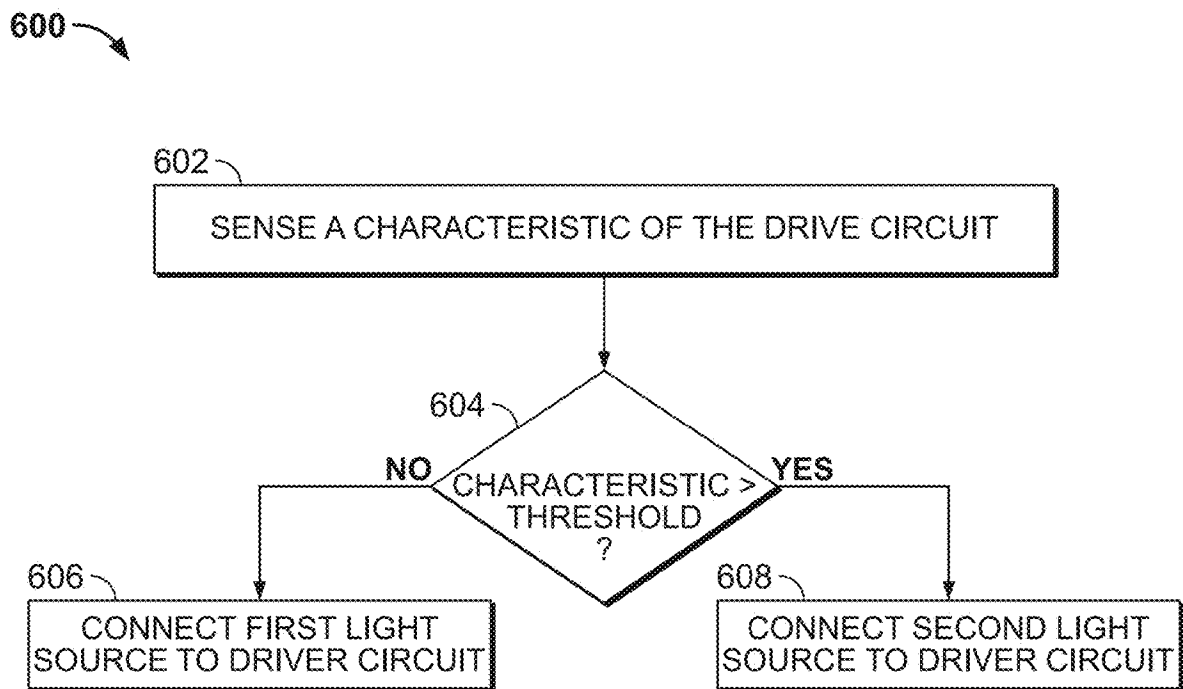 600
602
SENSE A CHARACTERISTIC OF THE DRIVE CIRCUIT
604
NO
YES
CHARACTERISTIC >
THRESHOLD
?
606
CONNECT FIRST LIGHT
SOURCE TO DRIVER CIRCUIT
608
CONNECT SECOND LIGHT
SOURCE TO DRIVER CIRCUIT